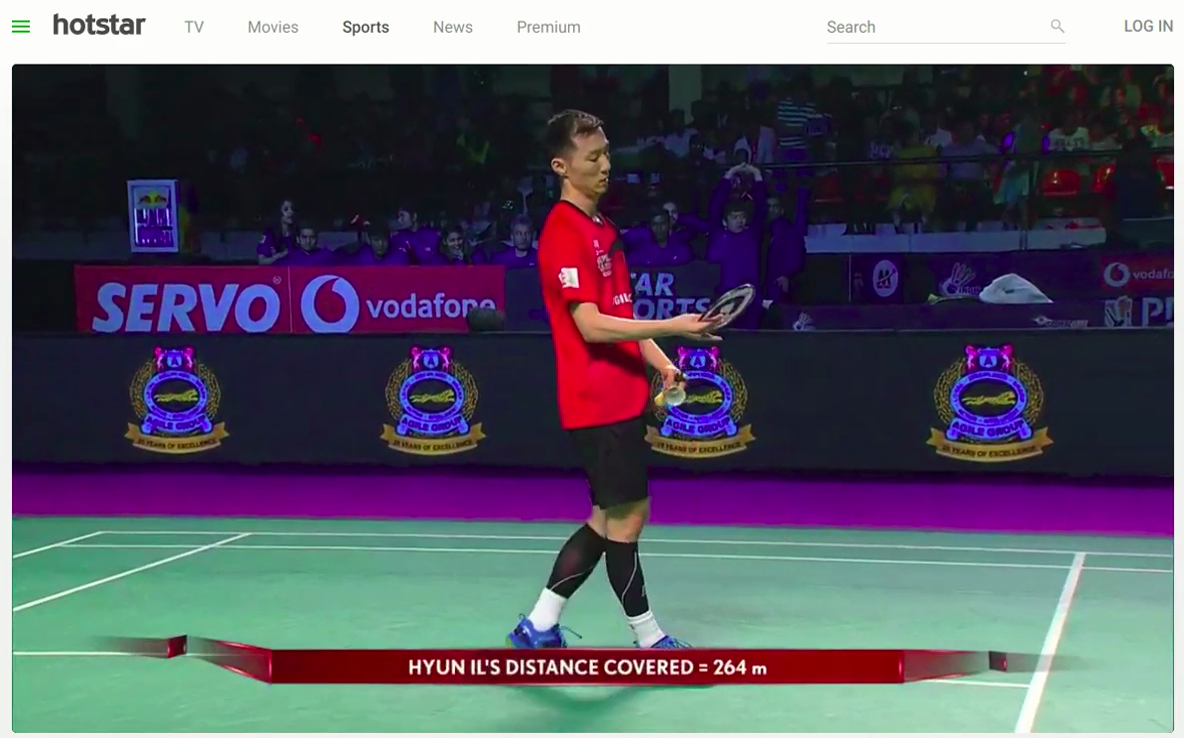 hotstar
TV
Movies
Sports
News
Premium
Search
LOG IN
SERVO
vodafone
TAR
SPORTS
vodafo
AGILE GROUP
25 YEARS OF EXCELLENCE
AGILE GROUP
25 YEARS OF EXCELLENCE
AGILE GROUP
25 YEARS OF EXCELLENCE
AGILE GROUP
25 YEARS OF EXCELLENCE
HYUN IL'S DISTANCE COVERED = 264 m